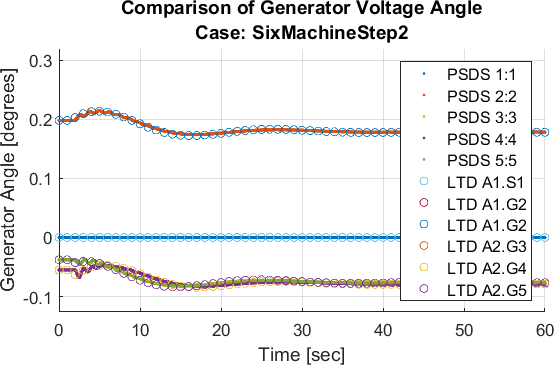 Comparison of Generator Voltage Angle
Case: SixMachineStep2
Generator Angle [degrees]
0.3
0.2
0.1
0
-0.1
PSDS 1:1
PSDS 2:2
PSDS 3:3
PSDS 4:4
PSDS 5:5
LTD A1.S1
LTD A1.G2
LTD A1.G2
LTD A2.G3
LTD A2.G4
LTD A2.G5
0 10 20 30 40 50 60
Time [sec]